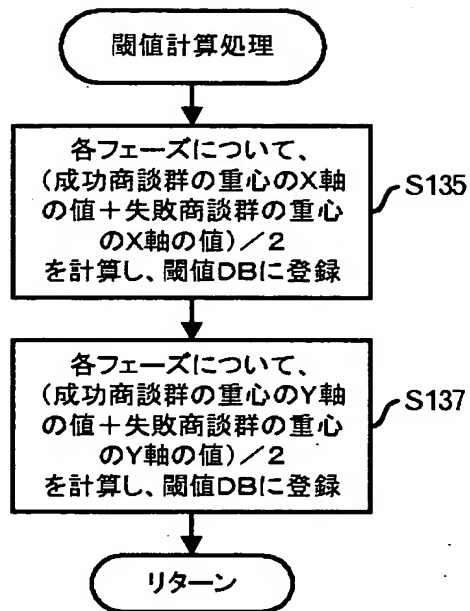 閾値計算処理
各フェーズについて、
(成功商談群の重心のX軸
の値+失敗商談群の重心
のX軸の値)/2
を計算し、閾値DBに登録
S135
各フェーズについて、
(成功商談群の重心のY軸
の値+失敗商談群の重心
のY軸の値)/2
を計算し、閾値DBに登録
S137
リターン